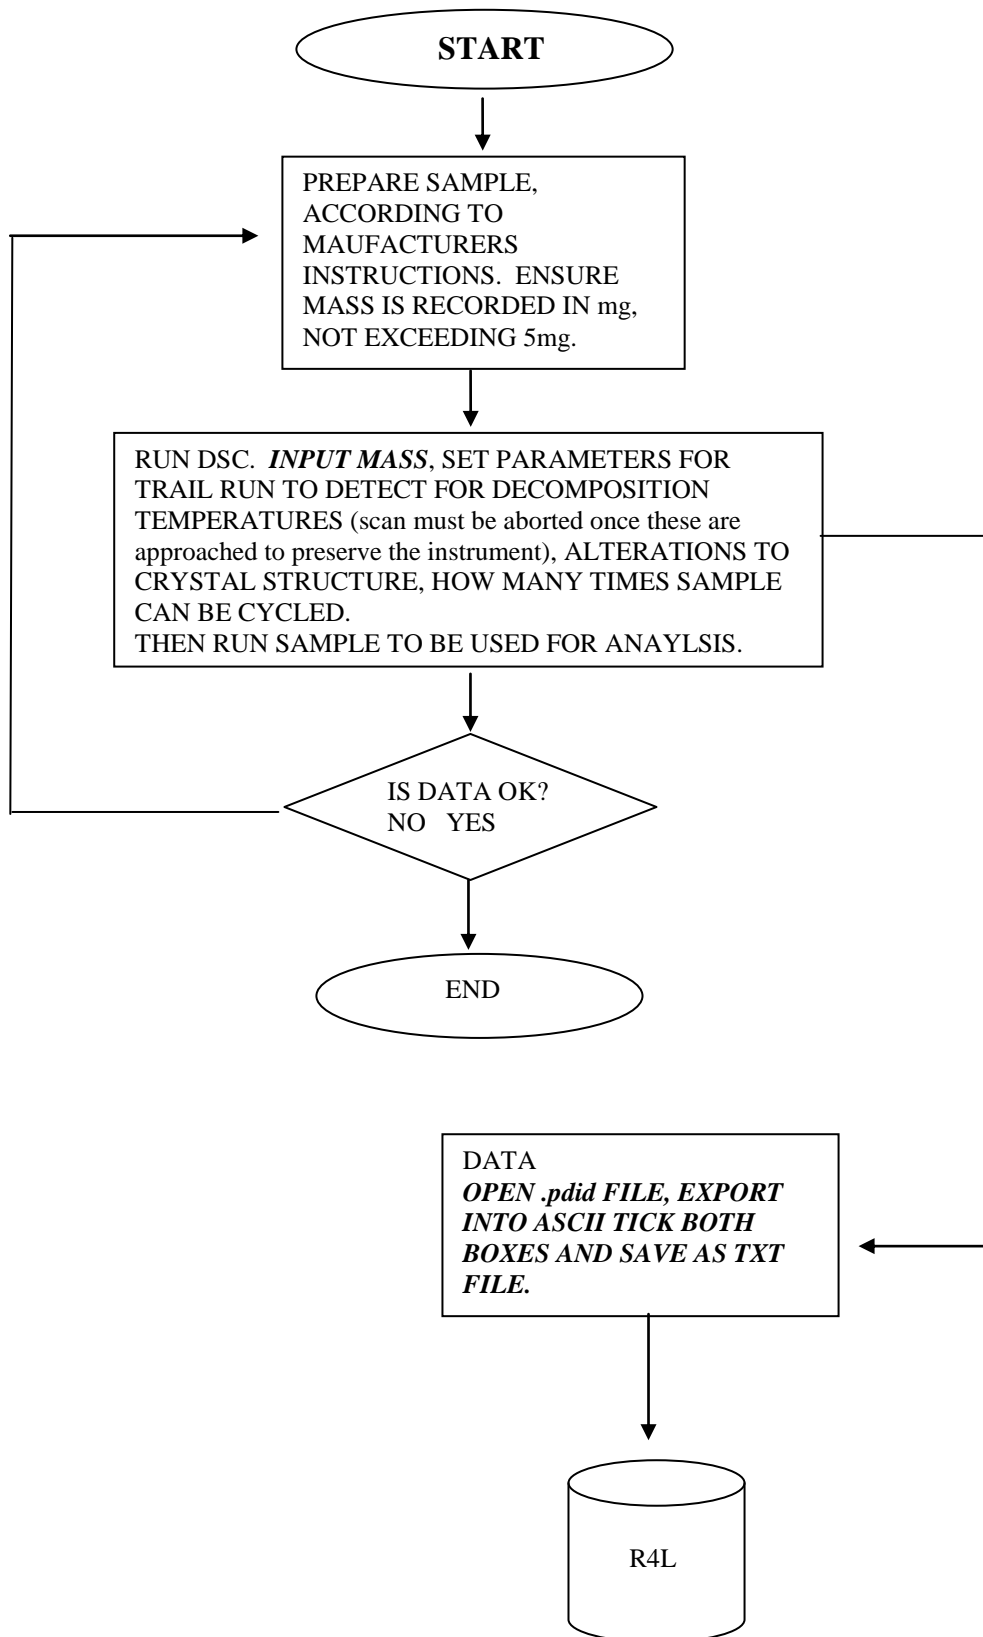 START
PREPARE SAMPLE,
ACCORDING TO
MAUFACTURERS
INSTRUCTIONS.  ENSURE
MASS IS RECORDED IN mg,
NOT EXCEEDING 5mg.
RUN DSC.  INPUT MASS, SET PARAMETERS FOR
TRAIL RUN TO DETECT FOR DECOMPOSITION
TEMPERATURES (scan must be aborted once these are
approached to preserve the instrument), ALTERATIONS TO
CRYSTAL STRUCTURE, HOW MANY TIMES SAMPLE
CAN BE CYCLED.
THEN RUN SAMPLE TO BE USED FOR ANAYLSIS.
IS DATA OK?
NO   YES
END
DATA
OPEN .pdid FILE, EXPORT
INTO ASCII TICK BOTH
BOXES AND SAVE AS TXT
FILE.
R4L